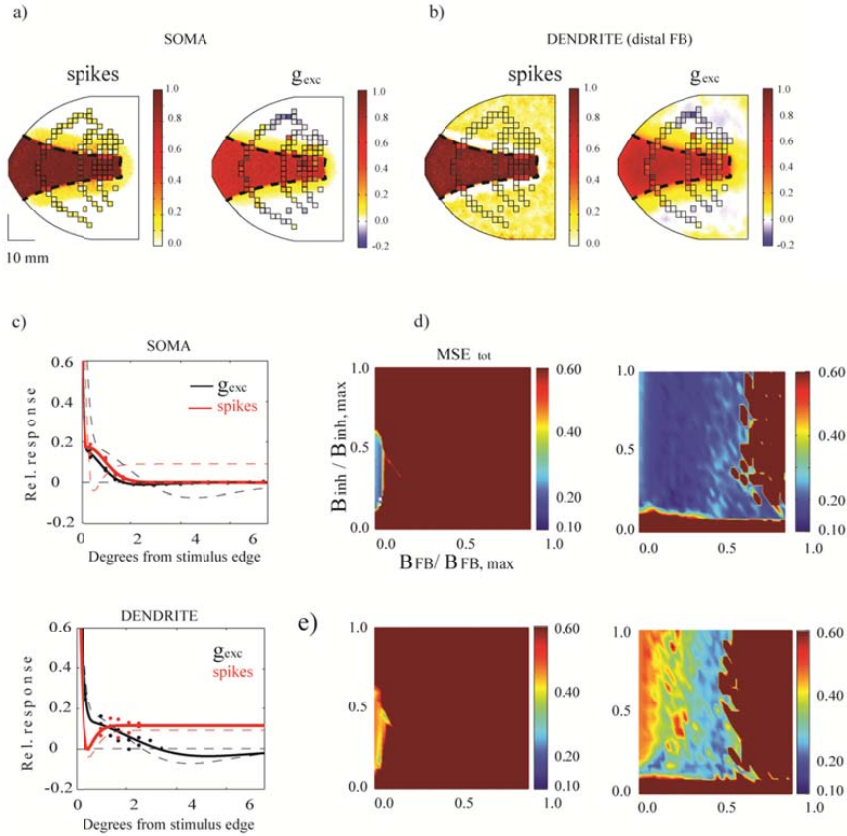 a)
b)
SOMA
DENDRITE (distal FB)
spikes
g exc
spikes
g exc
1.0
0.8
0.6
0.4
0.2
0.0
1.0
0.8
0.6
0.4
0.2
0
-0.2
1.0
0.8
0.6
0.4
0.2
0.0
1.0
0.8
0.6
0.4
0.2
0
-0.2
10 mm
c)
d)
SOMA
MSE tot
0.6
0.4
0.2
0
-0.2
Rel. response
g exc
spikes
0 2 4 6
Degrees from stimulus edge
1.0
0.5
0.0
Binh / Binh, max
0.0 0.5 1.0
BFB/ BFB, max
0.60
0.40
0.20
0.10
1.0
0.5
0.0
0.0 0.5 1.0
0.60
0.40
0.20
0.10
DENDRITE
e)
0.6
0.4
0.2
0
-0.2
Rel. response
g exc
spikes
0 2 4 6
Degrees from stimulus edge
1.0
0.5
0.0
0.0 0.5 1.0
0.60
0.40
0.20
0.10
1.0
0.5
0.0
0.0 0.5 1.0
0.60
0.40
0.20
0.10